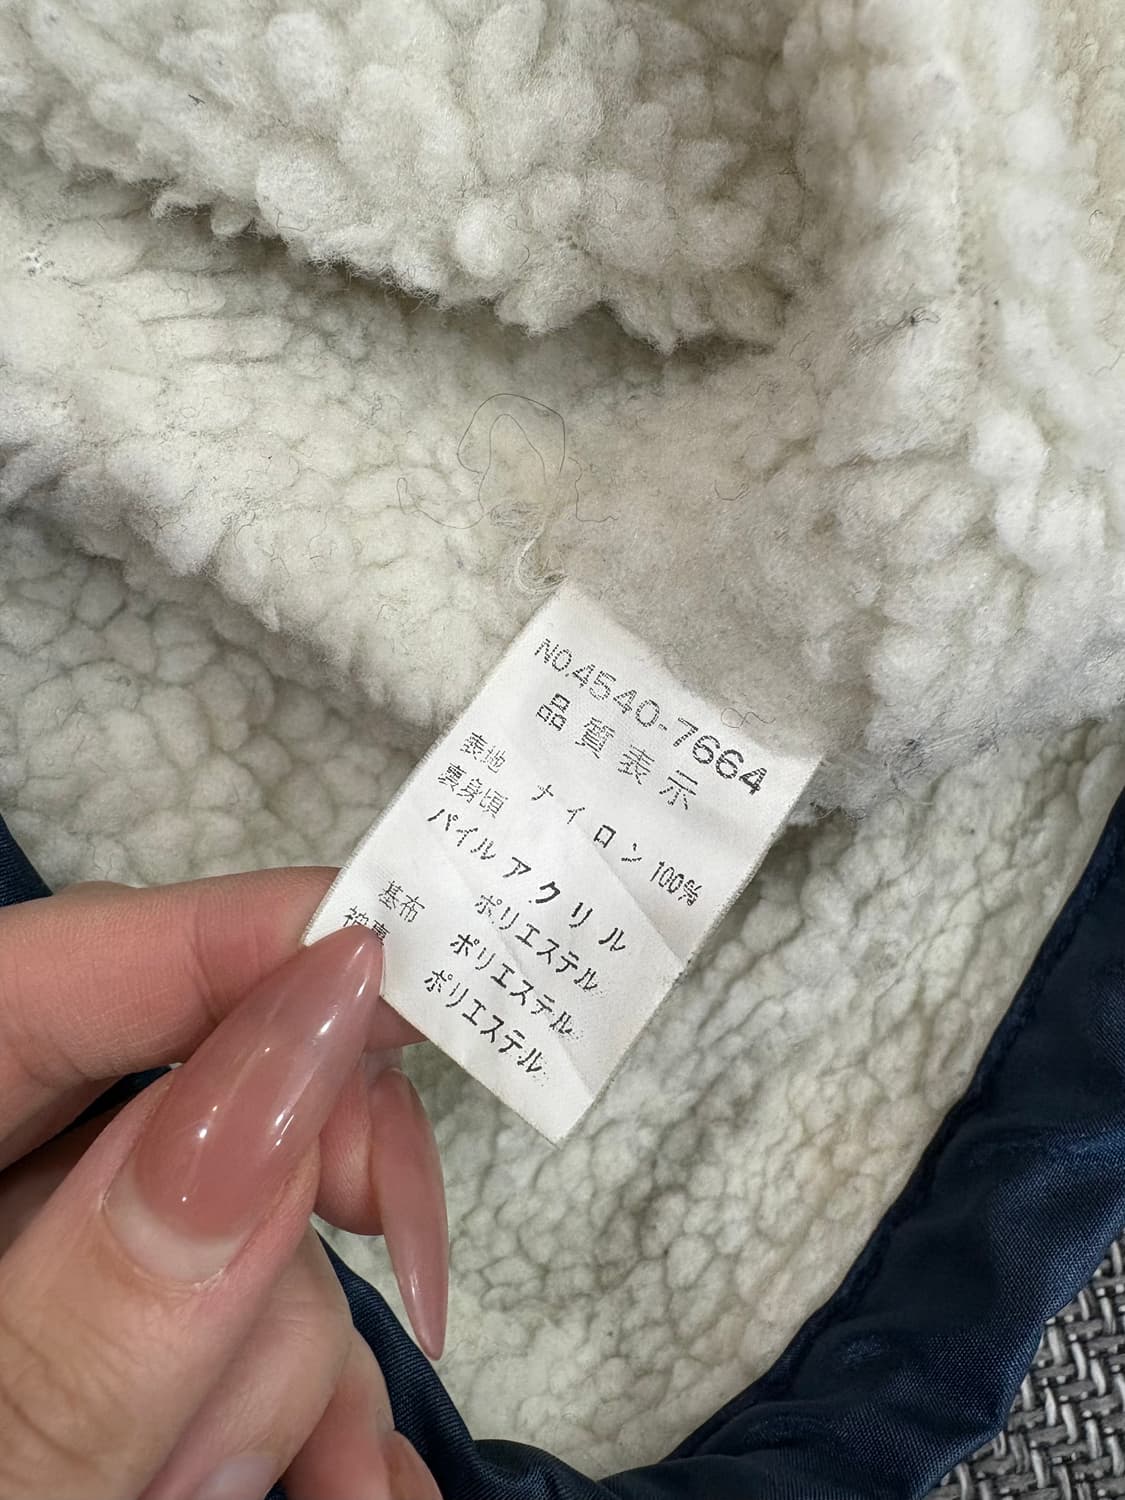 NO.4540-7664
品質表示
表地 ナイロン 100%
裏身頃
パイル アクリル
ポリエステル
基布 ポリエステル
袖裏 ポリエステル